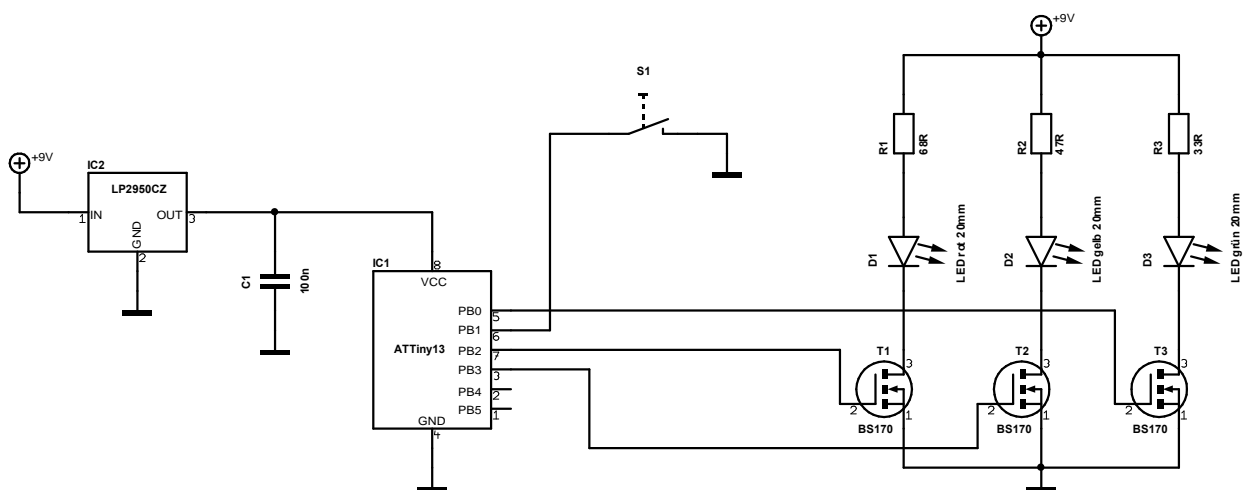 +9V
S1
+9V
IC2
LP2950CZ
IN
OUT
GND
1
3
2
C1
100n
IC1
8
VCC
ATTiny13
PB0
5
PB1
6
PB2
7
PB3
3
PB4
2
PB5
1
GND
4
R1
68R
R2
47R
R3
33R
D1
LED rot 20mm
D2
LED gelb 20mm
D3
LED grün 20mm
T1
3
2
1
BS170
T2
3
2
1
BS170
T3
3
2
1
BS170